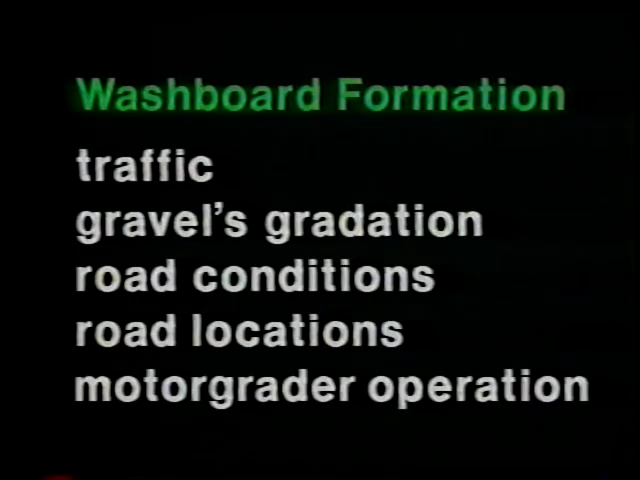 Washboard Formation
traffic
gravel's gradation
road conditions
road locations
motorgrader operation